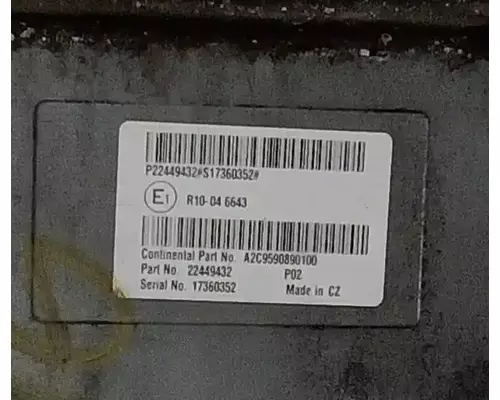 P22449432#S17360352#
E1 R10-04 6643
Continental Part No. A2C9590890100
Part No. 22449432 P02
Serial No. 17360352 Made in CZ